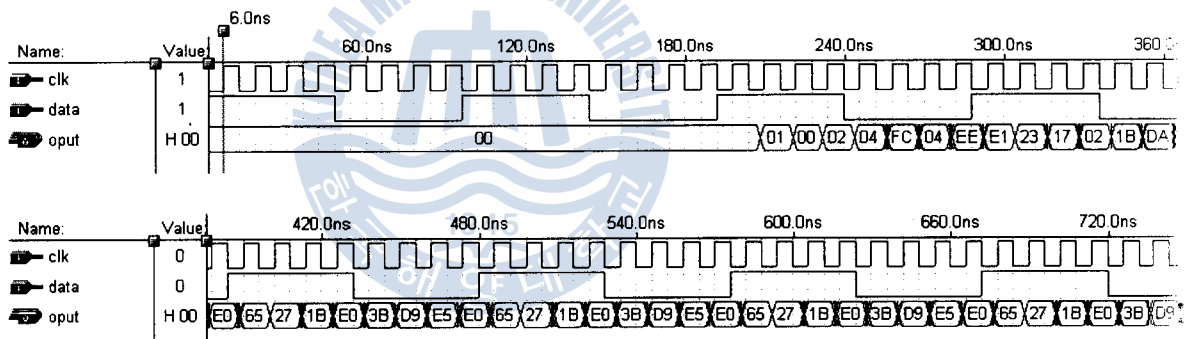 6.0ns
Name: Value: 60.0ns 120.0ns 180.0ns 240.0ns 300.0ns 360.0
clk 1
data 1
oput H 00 00 01 00 02 04 FC 04 EE E1 23 17 02 1B DA
Name: Value: 420.0ns 480.0ns 540.0ns 600.0ns 660.0ns 720.0ns
clk 0
data 0
oput H 00 E0 65 27 1B E0 3B D9 E5 E0 65 27 1B E0 3B D9 E5 E0 65 27 1B E0 3B D9 E5 E0 65 27 1B E0 3B D9
1945